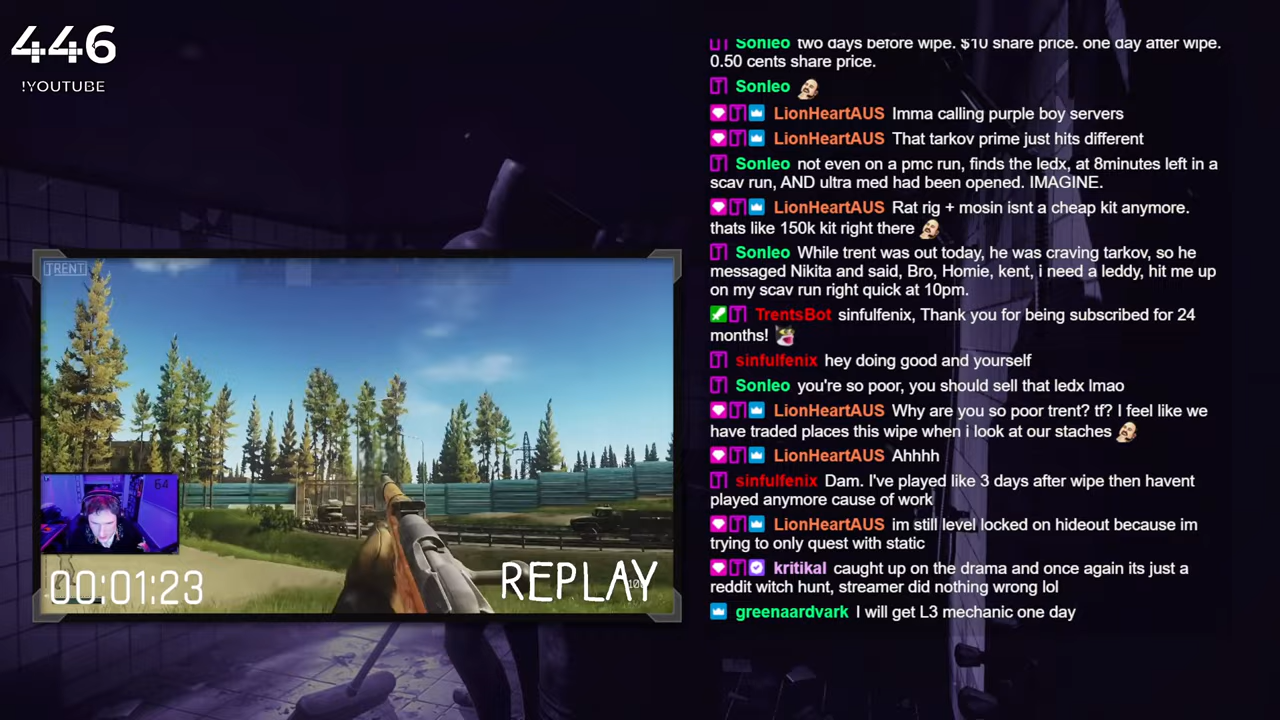 446
!YOUTUBE
TRENT
64
00:01:23
REPLAY
Sonleo two days before wipe. $10 share price. one day after wipe.
0.50 cents share price.
Sonleo
LionHeartAUS Imma calling purple boy servers
LionHeartAUS That tarkov prime just hits different
Sonleo not even on a pmc run, finds the ledx, at 8minutes left in a
scav run, AND ultra med had been opened. IMAGINE.
LionHeartAUS Rat rig + mosin isnt a cheap kit anymore.
thats like 150k kit right there
Sonleo While trent was out today, he was craving tarkov, so he
messaged Nikita and said, Bro, Homie, kent, i need a leddy, hit me up
on my scav run right quick at 10pm.
TrentsBot sinfulfenix, Thank you for being subscribed for 24
months!
sinfulfenix hey doing good and yourself
Sonleo you're so poor, you should sell that ledx lmao
LionHeartAUS Why are you so poor trent? tf? I feel like we
have traded places this wipe when i look at our staches
LionHeartAUS Ahhhh
sinfulfenix Dam. I've played like 3 days after wipe then havent
played anymore cause of work
LionHeartAUS im still level locked on hideout because im
trying to only quest with static
kritikal caught up on the drama and once again its just a
reddit witch hunt, streamer did nothing wrong lol
greenaardvark I will get L3 mechanic one day